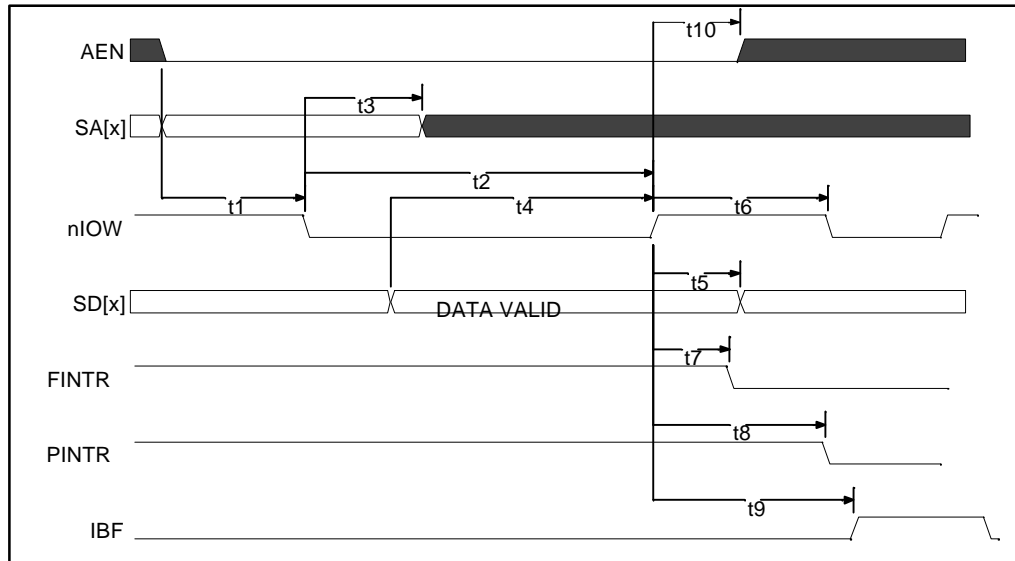 t10
AEN
t3
SA[x]
t2
t1
t4
t6
nIOW
t5
SD[x]
DATA VALID
t7
FINTR
t8
PINTR
t9
IBF